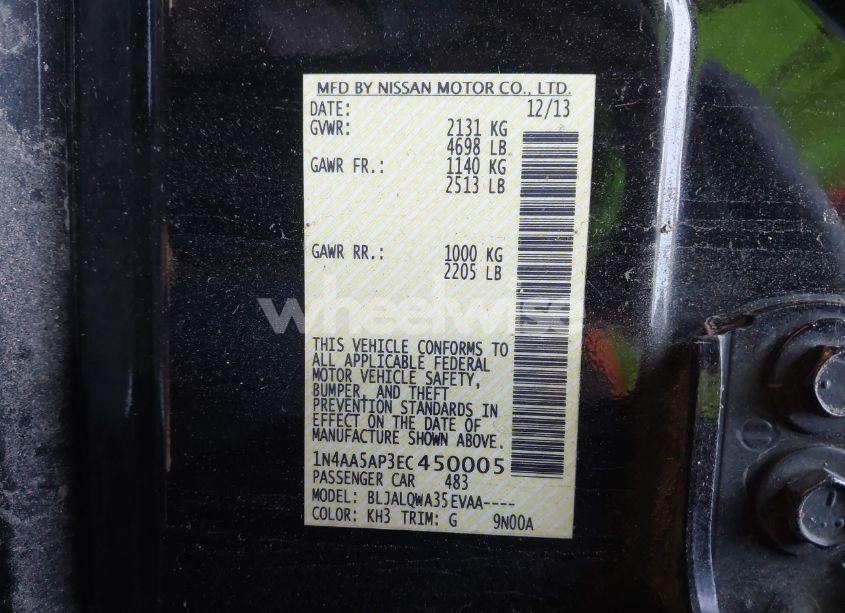 MFD BY NISSAN MOTOR CO., LTD.
DATE: 12/13
GVWR: 2131 KG
4698 LB
GAWR FR.: 1140 KG
2513 LB
GAWR RR.: 1000 KG
2205 LB
wheelwise
THIS VEHICLE CONFORMS TO
ALL APPLICABLE FEDERAL
MOTOR VEHICLE SAFETY,
BUMPER, AND THEFT
PREVENTION STANDARDS IN
EFFECT ON THE DATE OF
MANUFACTURE SHOWN ABOVE.
1N4AA5AP3EC450005
PASSENGER CAR 483
MODEL: BLJALQWA35EVAA----
COLOR: KH3 TRIM: G 9N00A